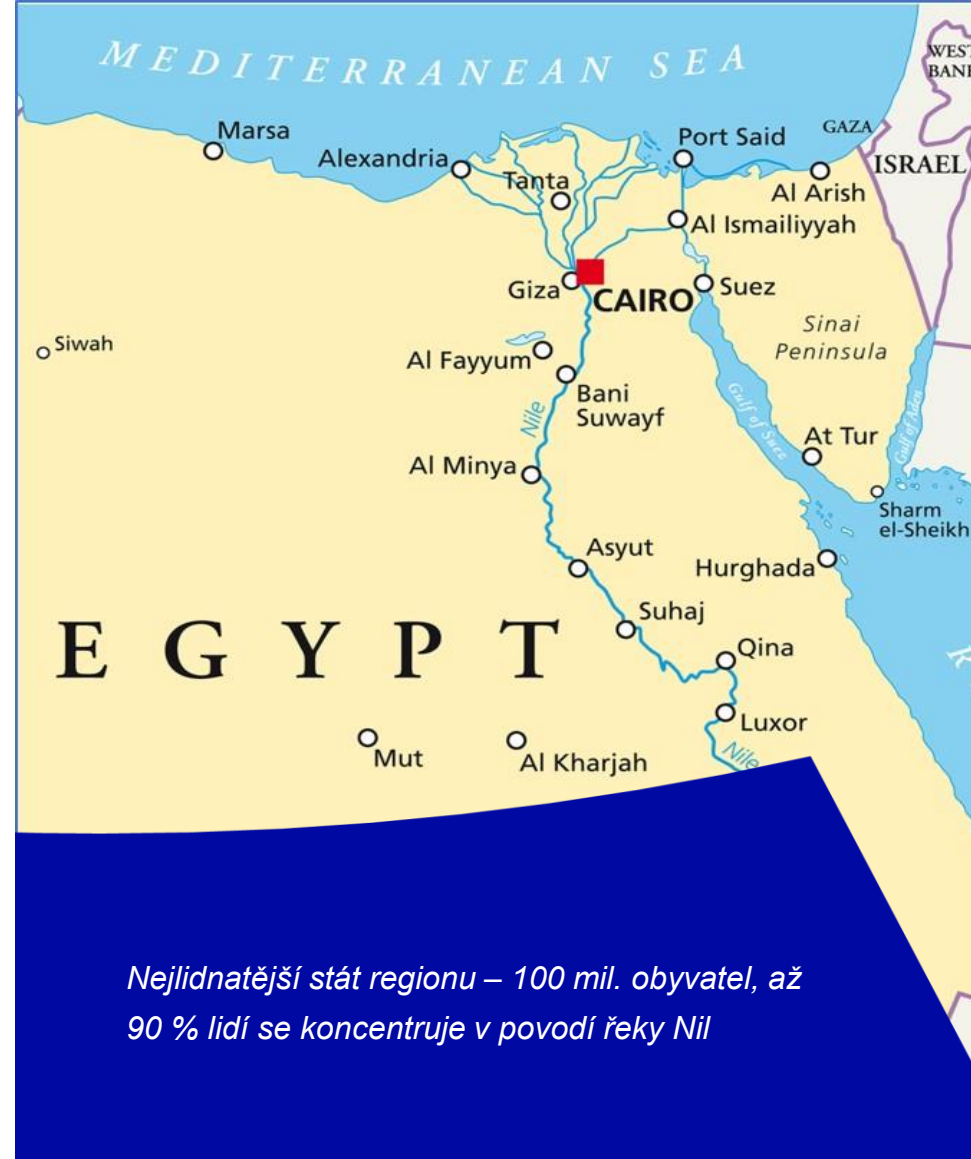 MEDITERRANEAN SEA
WEST
BANK
Marsa
Alexandria
Port Said
GAZA
ISRAEL
Tanta
Al Arish
Al Ismailiyyah
Giza
CAIRO
Suez
Sinai
Peninsula
Siwah
Al Fayyum
Bani
Suwayf
Nile
Gulf of Suez
Gulf of Aden
At Tur
Al Minya
Sharm
el-Sheikh
Asyut
Hurghada
Suhaj
EGYPT
Qina
Luxor
Mut
Al Kharjah
Nile
R
Nejlidnatější stát regionu – 100 mil. obyvatel, až
90 % lidí se koncentruje v povodí řeky Nil